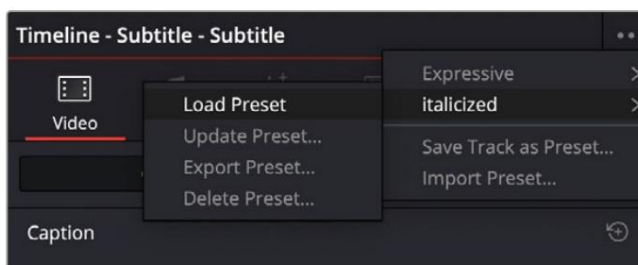 Timeline - Subtitle - Subtitle
Video
Load Preset
Update Preset...
Export Preset...
Delete Preset...
Expressive
italicized
Save Track as Preset...
Import Preset...
Caption